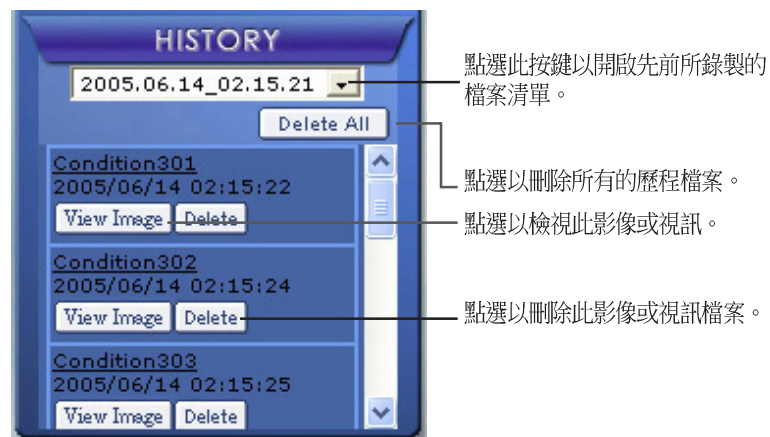 HISTORY
2005.06.14_02.15.21
Delete All
Condition301
2005/06/14 02:15:22
View Image Delete
Condition302
2005/06/14 02:15:24
View Image Delete
Condition303
2005/06/14 02:15:25
View Image Delete
點選此按鍵以開啟先前所錄製的
檔案清單。
點選以刪除所有的歷程檔案。
點選以檢視此影像或視訊。
點選以刪除此影像或視訊檔案。